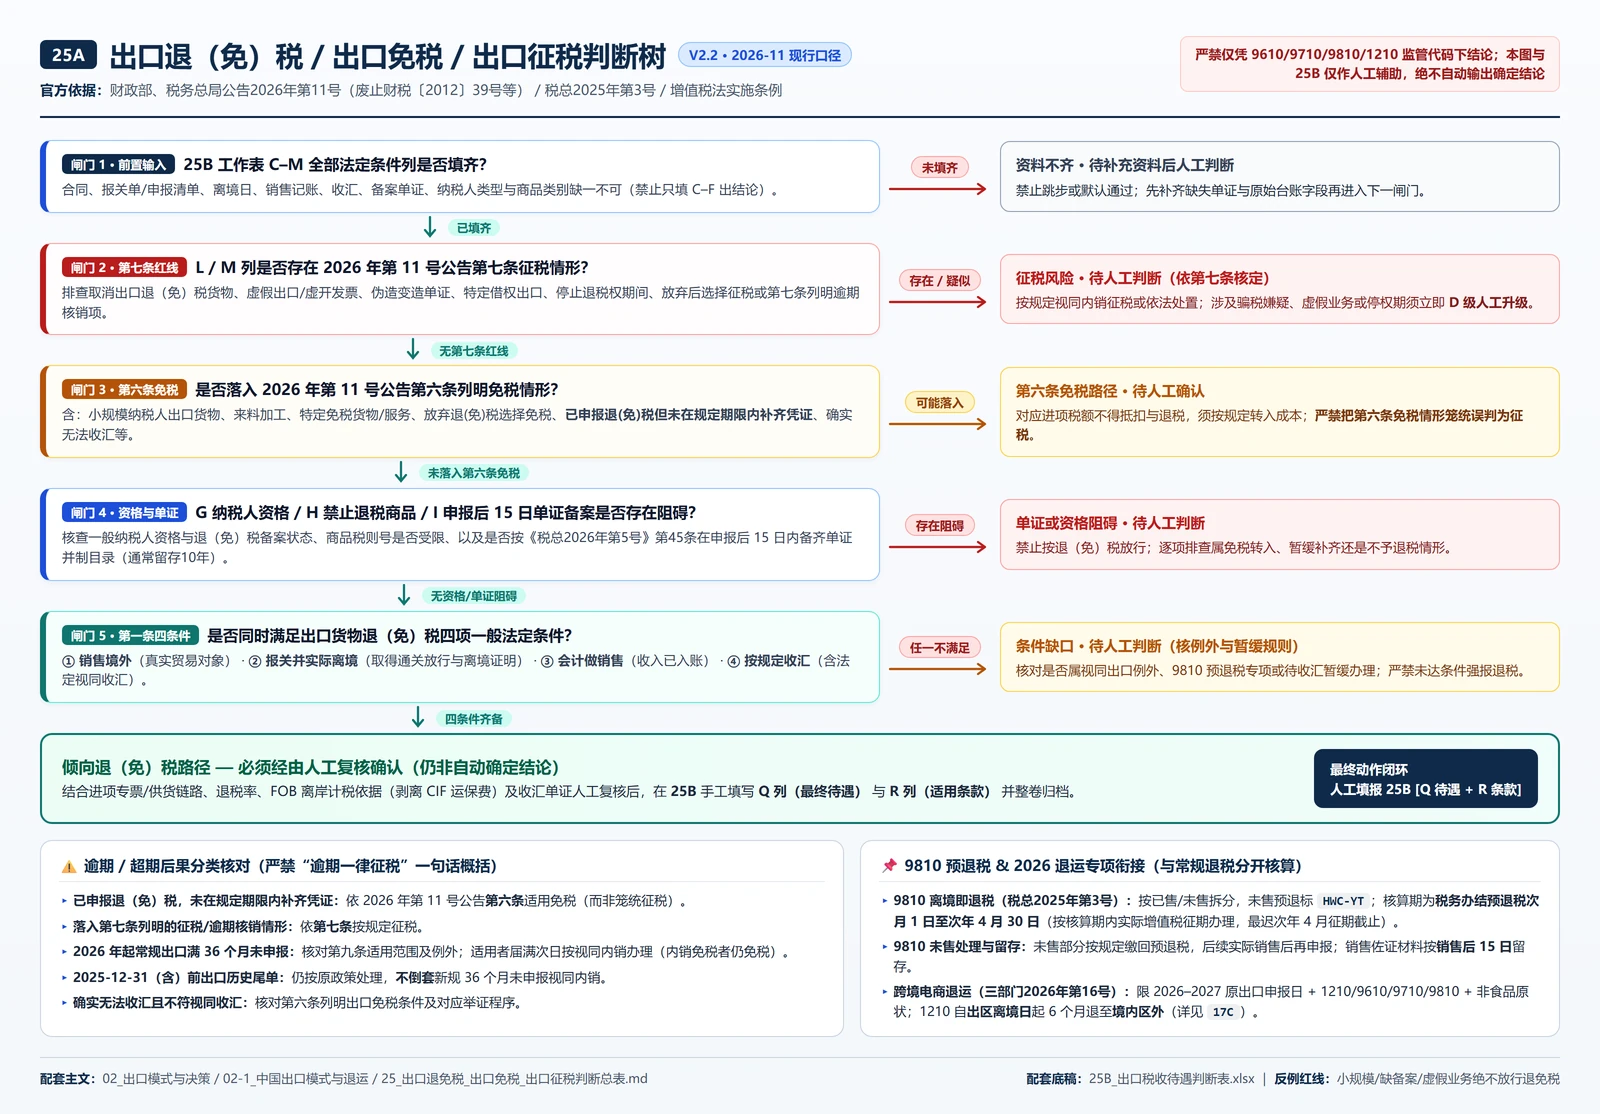 25A 出口退（免）税 / 出口免税 / 出口征税判断树 V2.2 • 2026-11 现行口径
官方依据：财政部、税务总局公告2026年第11号（废止财税〔2012〕39号等） / 税总2025年第3号 / 增值税法实施条例
严禁仅凭 9610/9710/9810/1210 监管代码下结论；本图与
25B 仅作人工辅助，绝不自动输出确定结论
闸门 1 • 前置输入 25B 工作表 C–M 全部法定条件列是否填齐？
合同、报关单/申报清单、离境日、销售记账、收汇、备案单证、纳税人类型与商品类别缺一不可（禁止只填 C–F 出结论）。
未填齐
资料不齐 • 待补充资料后人工判断
禁止跳步或默认通过；先补齐缺失单证与原始台账字段再进入下一闸门。
已填齐
闸门 2 • 第七条红线 L / M 列是否存在 2026 年第 11 号公告第七条征税情形？
排查取消出口退（免）税货物、虚假出口/虚开发票、伪造变造单证、特定借权出口、停止退税权期间、放弃后选择征税或第七条列明逾期
核销项。
存在 / 疑似
征税风险 • 待人工判断（依第七条核定）
按规定视同内销征税或依法处置；涉及骗税嫌疑、虚假业务或停权期须立即 D 级人工升级。
无第七条红线
闸门 3 • 第六条免税 是否落入 2026 年第 11 号公告第六条列明免税情形？
含：小规模纳税人出口货物、来料加工、特定免税货物/服务、放弃退(免)税选择免税、已申报退(免)税但未在规定期限内补齐凭证、确实
无法收汇等。
可能落入
第六条免税路径 • 待人工确认
对应进项税额不得抵扣与退税，须按规定转入成本；严禁把第六条免税情形笼统误判为征
税。
未落入第六条免税
闸门 4 • 资格与单证 G 纳税人资格 / H 禁止退税商品 / I 申报后 15 日单证备案是否存在阻碍？
核查一般纳税人资格与退（免）税备案状态、商品税则号是否受限、以及是否按《税总2026年第5号》第45条在申报后 15 日内备齐单证
并制目录（通常留存10年）。
存在阻碍
单证或资格阻碍 • 待人工判断
禁止按退（免）税放行；逐项排查属免税转入、暂缓补齐还是不予退税情形。
无资格/单证阻碍
闸门 5 • 第一条四条件 是否同时满足出口货物退（免）税四项一般法定条件？
① 销售境外（真实贸易对象） · ② 报关并实际离境（取得通关放行与离境证明） · ③ 会计做销售（收入已入账） · ④ 按规定收汇（含法
定视同收汇）。
任一不满足
条件缺口 • 待人工判断（核例外与暂缓规则）
核对是否属视同出口例外、9810 预退税专项或待收汇暂缓办理；严禁未达条件强报退税。
四条件齐备
倾向退（免）税路径 — 必须经由人工复核确认（仍非自动确定结论）
结合进项专票/供货链路、退税率、FOB 离岸计税依据（剥离 CIF 运保费）及收汇单证人工复核后，在 25B 手工填写 Q 列（最终待遇） 与 R 列（适用条款） 并整卷归档。
最终动作闭环
人工填报 25B [Q 待遇 + R 条款]
⚠️ 逾期 / 超期后果分类核对（严禁“逾期一律征税”一句话概括）
‣ 已申报退（免）税，未在规定期限内补齐凭证：依 2026 年第 11 号公告第六条适用免税（而非笼统征税）。
‣ 落入第七条列明的征税/逾期核销情形：依第七条按规定征税。
‣ 2026 年起常规出口满 36 个月未申报：核对第九条适用范围及例外；适用者届满次日按视同内销办理（内销免税者仍免税）。
‣ 2025-12-31（含）前出口历史尾单：仍按原政策处理，不倒套新规 36 个月未申报视同内销。
‣ 确实无法收汇且不符视同收汇：核对第六条列明出口免税条件及对应举证程序。
📌 9810 预退税 & 2026 退运专项衔接（与常规退税分开核算）
‣ 9810 离境即退税（税总2025年第3号）：按已售/未售拆分，未售预退标 HWC-YT；核算期为税务办结预退税次
月 1 日至次年 4 月 30 日（按核算期内实际增值税征期办理，最迟次年 4 月征期截止）。
‣ 9810 未售处理与留存：未售部分按规定缴回预退税，后续实际销售后再申报；销售佐证材料按销售后 15 日留
存。
‣ 跨境电商退运（三部门2026年第16号）：限 2026–2027 原出口申报日 + 1210/9610/9710/9810 + 非食品原
状；1210 自出区离境日起 6 个月退至境内区外（详见 17C）。
配套主文：02_出口模式与决策 / 02-1_中国出口模式与退运 / 25_出口退免税_出口免税_出口征税判断总表.md
配套底稿：25B_出口税收待遇判断表.xlsx | 反例红线：小规模/缺备案/虚假业务绝不放行退免税